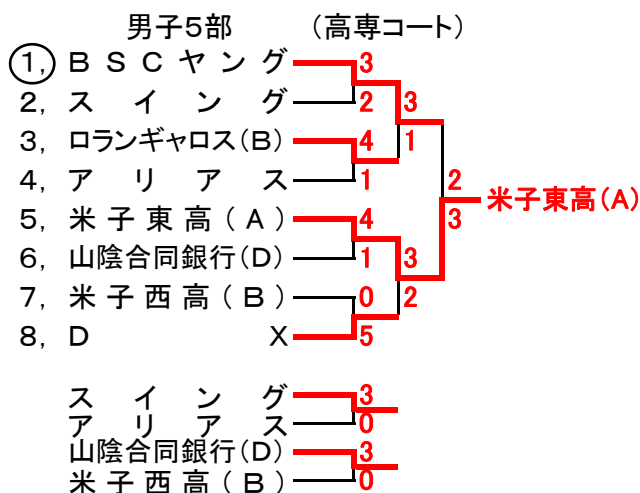 男子5部 (高専コート)
1, BSCヤング 3
2, スイング 2
3 1
3, ロランギャロス(B) 4
4, アリアス 1
2 3 米子東高(A)
5, 米子東高(A) 4
6, 山陰合同銀行(D) 1
3 2
7, 米子西高(B) 0
8, DX 5
スイング 3
アリアス 0
山陰合同銀行(D) 3
米子西高(B) 0